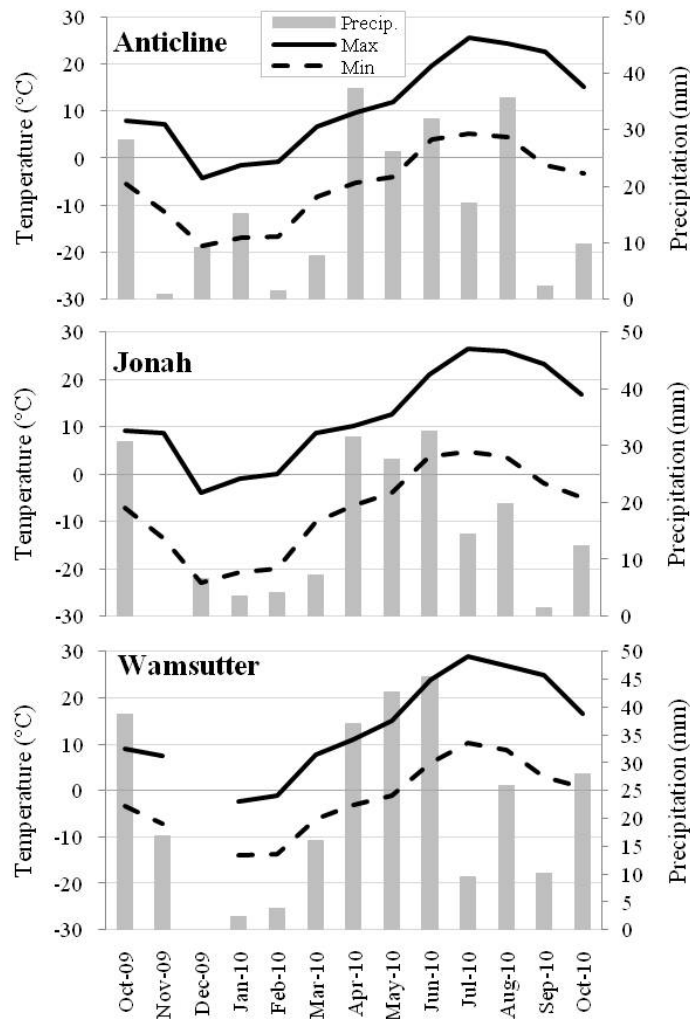 Anticline
Precip.
Max
Min
Temperature (°C)
30
20
10
0
-10
-20
-30
Precipitation (mm)
50
40
30
20
10
0
Jonah
Temperature (°C)
30
20
10
0
-10
-20
-30
Precipitation (mm)
50
40
30
20
10
0
Wamsutter
Temperature (°C)
30
20
10
0
-10
-20
-30
Precipitation (mm)
50
45
40
35
30
25
20
15
10
5
0
Oct-09
Nov-09
Dec-09
Jan-10
Feb-10
Mar-10
Apr-10
May-10
Jun-10
Jul-10
Aug-10
Sep-10
Oct-10